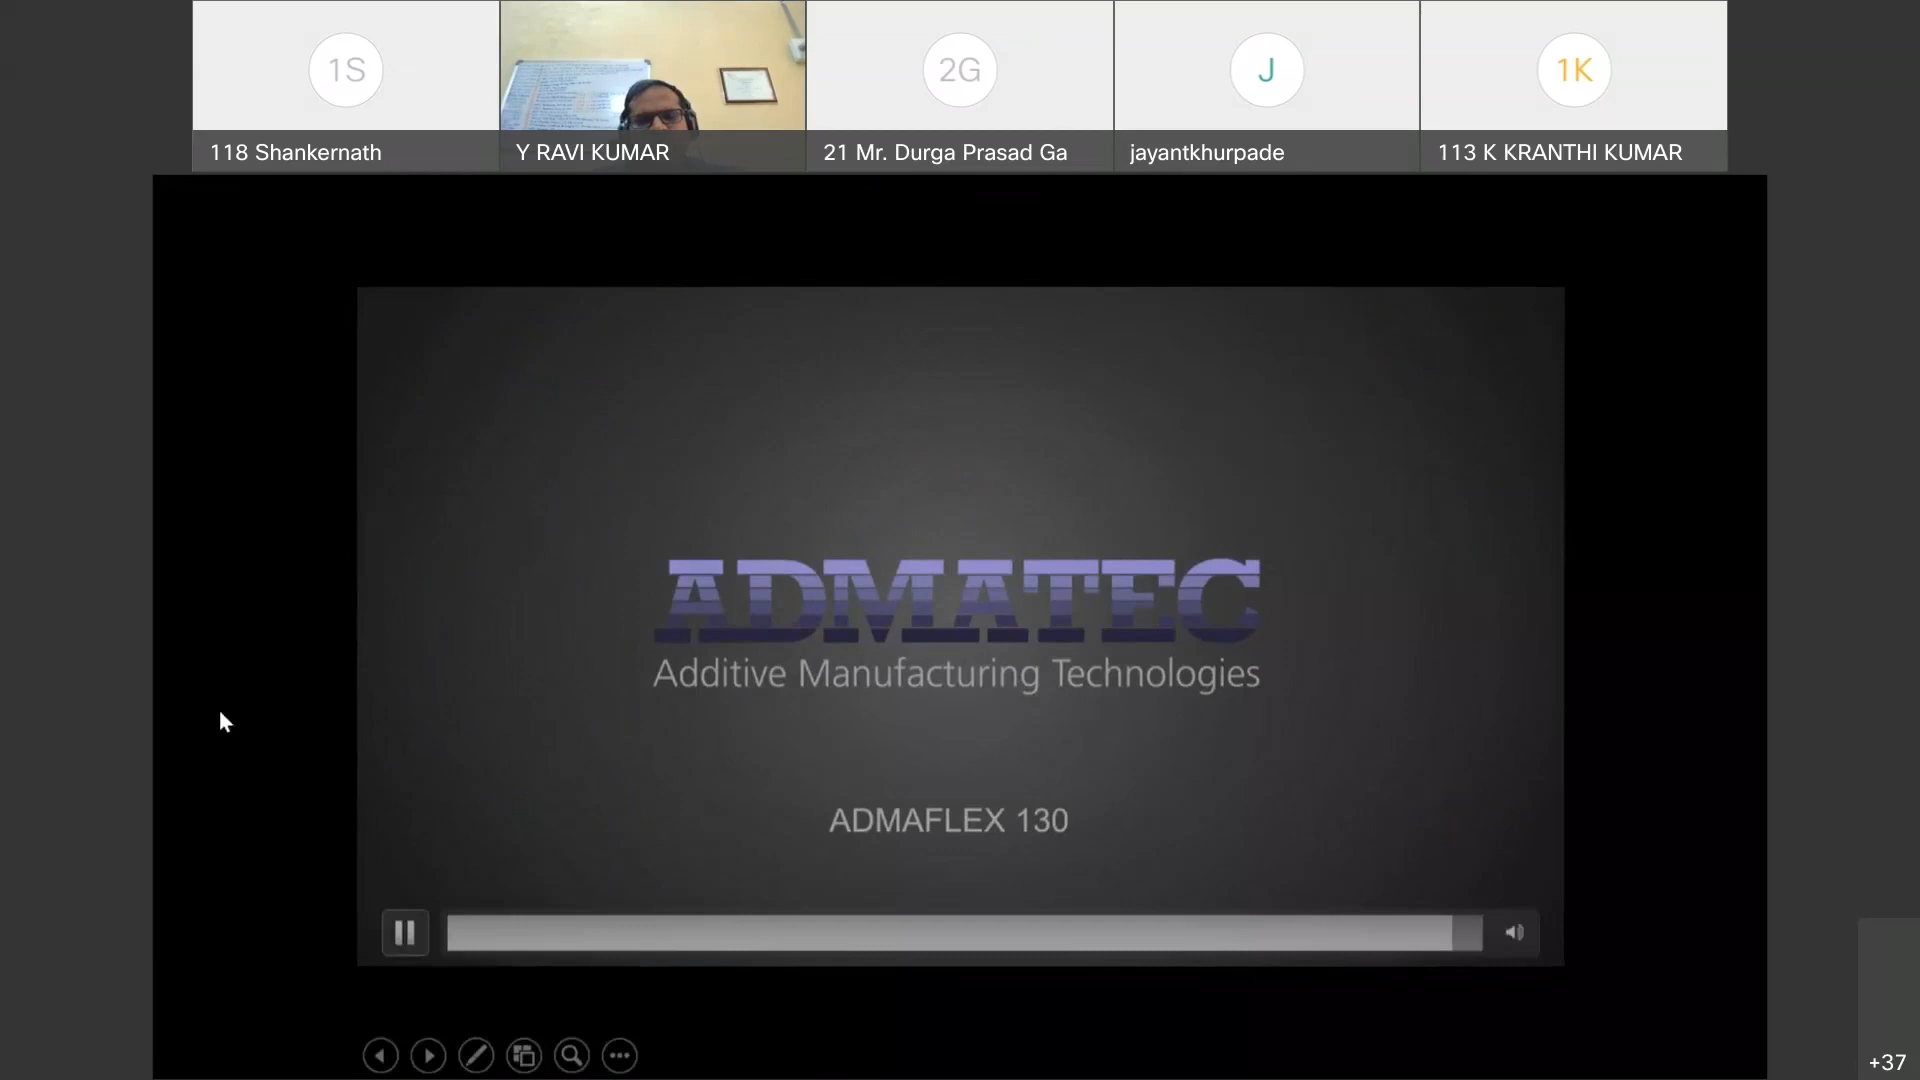 1S
2G
J
1K
118 Shankernath
Y RAVI KUMAR
21 Mr. Durga Prasad Ga
jayantkhurpade
113 K KRANTHI KUMAR
ADMATEC
Additive Manufacturing Technologies
ADMAFLEX 130
+37